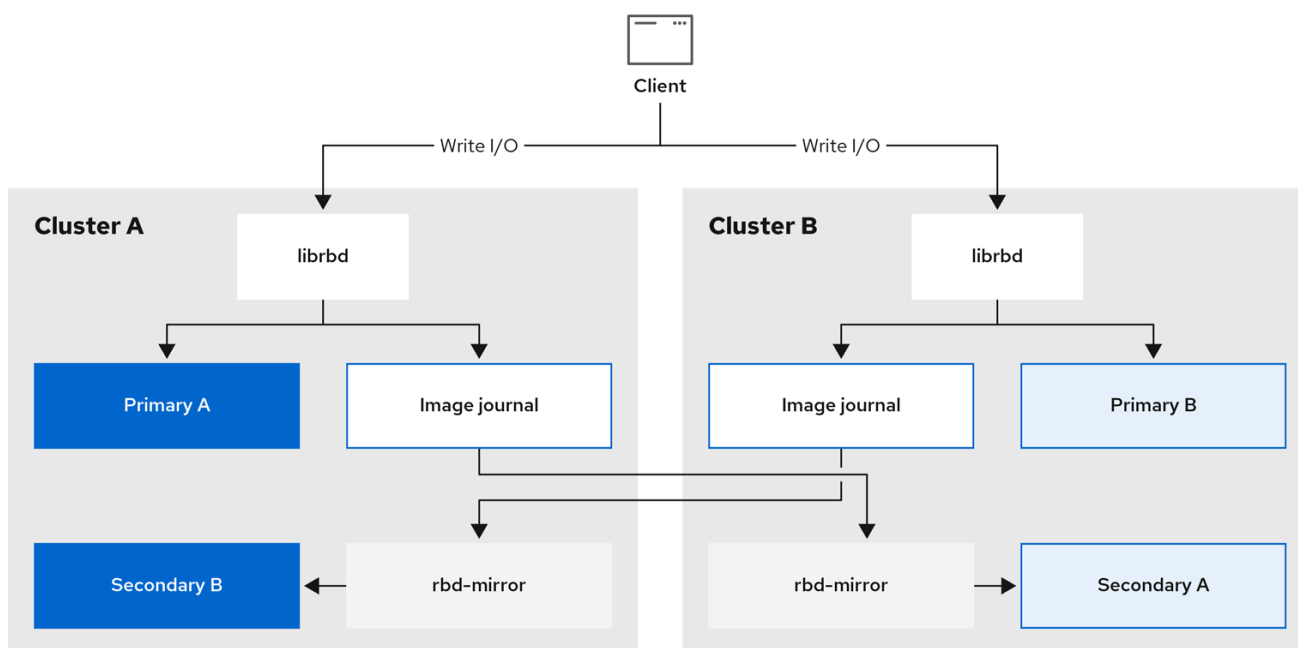 Client
Write I/O
Write I/O
Cluster A
Cluster B
librbd
librbd
Primary A
Image journal
Image journal
Primary B
Secondary B
rbd-mirror
rbd-mirror
Secondary A